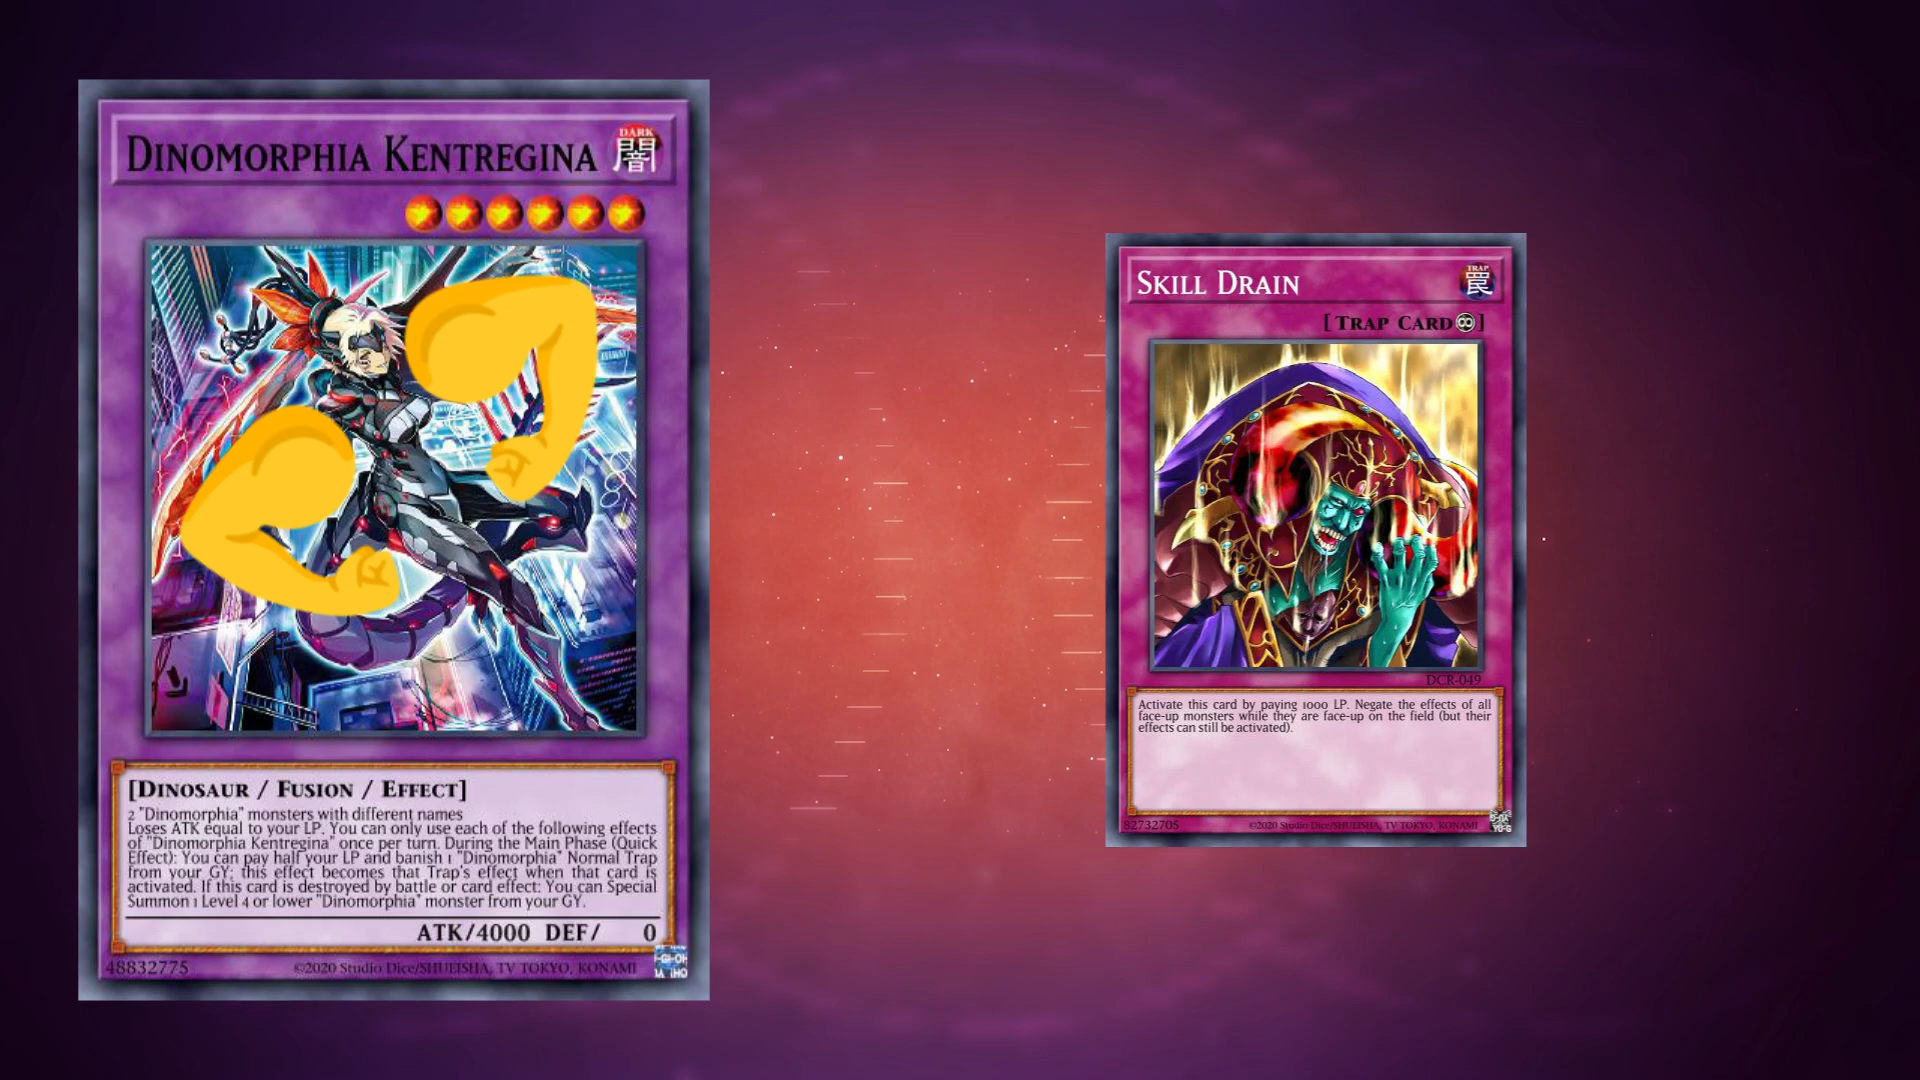 DINOMORPHIA KENTREGINA
DARK
闇
[DINOSAUR / FUSION / EFFECT]
2 "Dinomorphia" monsters with different names
Loses ATK equal to your LP. You can only use each of the following effects
of "Dinomorphia Kentregina" once per turn. During the Main Phase (Quick
Effect): You can pay half your LP and banish 1 "Dinomorphia" Normal Trap
from your GY; this effect becomes that Trap's effect when that card is
activated. If this card is destroyed by battle or card effect: You can Special
Summon 1 Level 4 or lower "Dinomorphia" monster from your GY.
ATK/4000 DEF/ 0
48832775 ©2020 Studio Dice/SHUEISHA, TV TOKYO, KONAMI
SKILL DRAIN
TRAP
罠
[TRAP CARD]
DCR-049
Activate this card by paying 1000 LP. Negate the effects of all
face-up monsters while they are face-up on the field (but their
effects can still be activated).
82732705 ©2020 Studio Dice/SHUEISHA, TV TOKYO, KONAMI